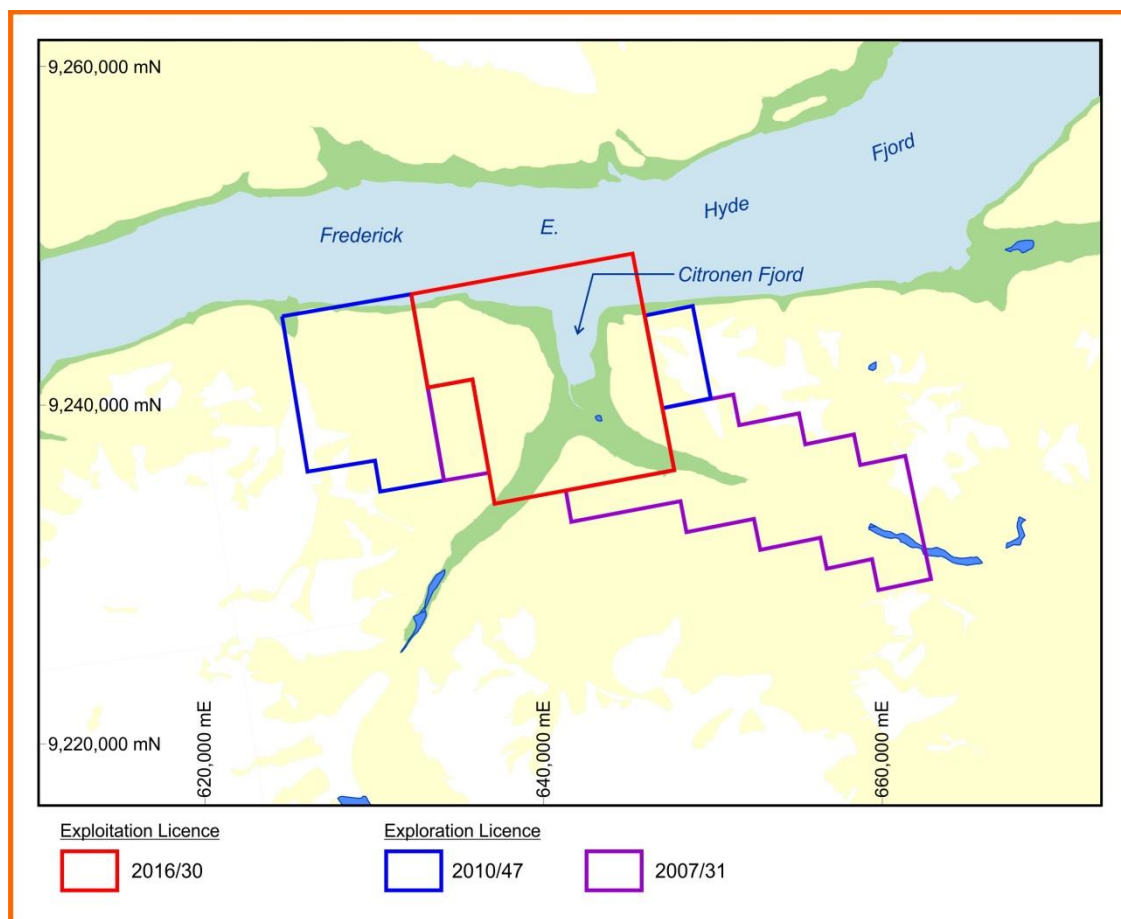 9,260,000 mN
Fjord
Hyde
E.
Frederick
Citronen Fjord
9,240,000 mN
9,220,000 mN
620,000 mE
640,000 mE
660,000 mE
Exploitation Licence
Exploration Licence
2016/30
2010/47
2007/31